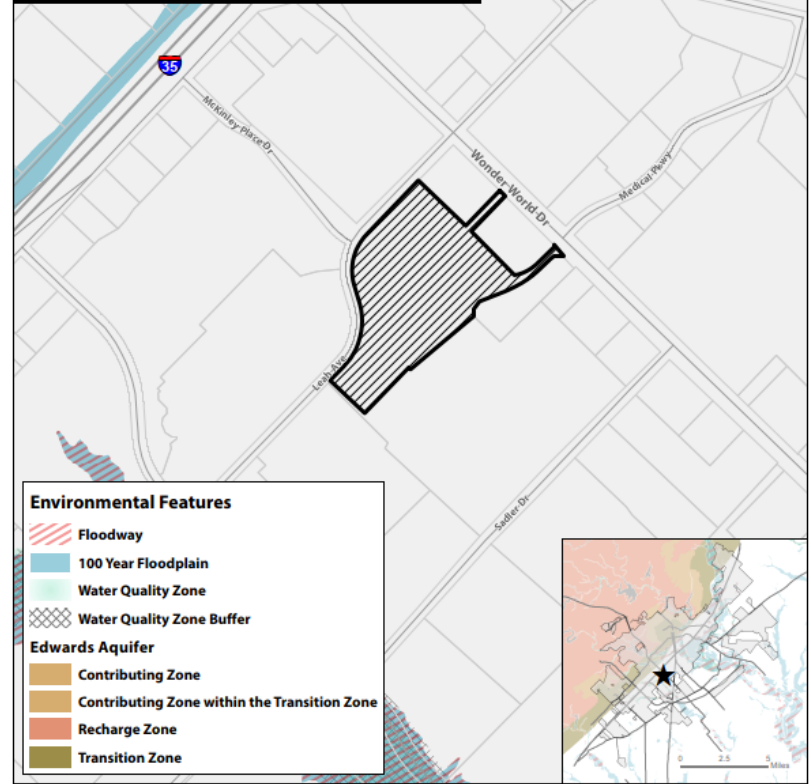 35
McKinley Place Dr
Wonder World Dr
Medical Pkwy
Leah Ave
Sadler Dr
Environmental Features
Floodway
100 Year Floodplain
Water Quality Zone
Water Quality Zone Buffer
Edwards Aquifer
Contributing Zone
Contributing Zone within the Transition Zone
Recharge Zone
Transition Zone
0 2.5 5
Miles